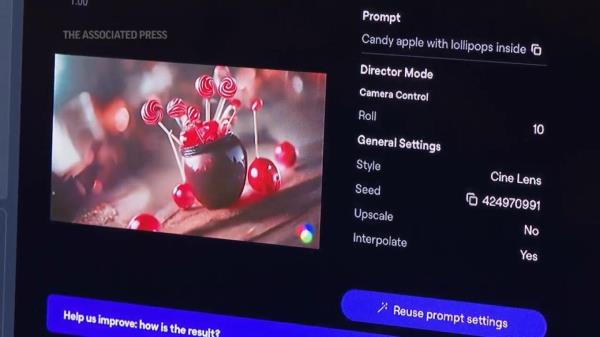 1:00
THE ASSOCIATED PRESS
Prompt
Candy apple with lollipops inside
Director Mode
Camera Control
Roll 10
General Settings
Style Cine Lens
Seed 424970991
Upscale No
Interpolate Yes
Reuse prompt settings
Help us improve: how is the result?